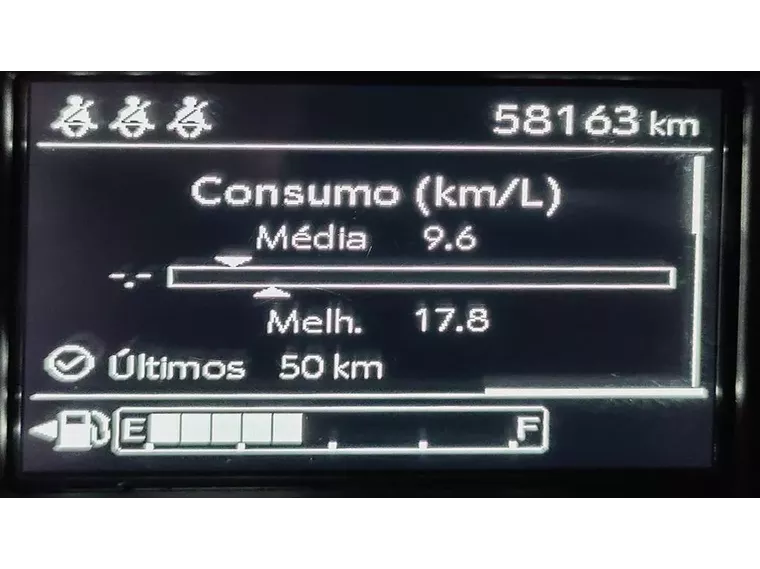 58163 km
Consumo (km/L)
Média 9.6
-.-
Melh. 17.8
Últimos 50 km
E F